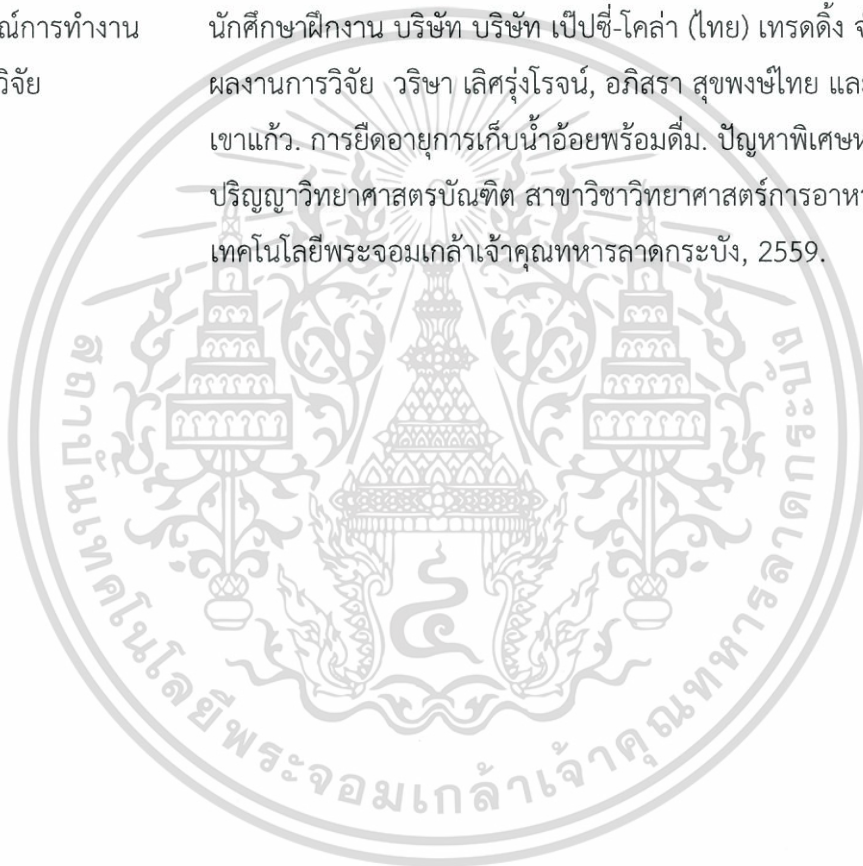 ณ์การทำงาน นักศึกษาฝึกงาน บริษัท บริษัท เป๊ปซี่-โคล่า (ไทย) เทรดดิ้ง จ
วิจัย ผลงานการวิจัย วริษา เลิศรุ่งโรจน์, อภิสรา สุขพงษ์ไทย และ
เขาแก้ว. การยืดอายุการเก็บน้ำอ้อยพร้อมดื่ม. ปัญหาพิเศษ
ปริญญาวิทยาศาสตรบัณฑิต สาขาวิชาวิทยาศาสตร์การอาห
เทคโนโลยีพระจอมเกล้าเจ้าคุณทหารลาดกระบัง, 2559.
สถาบันเทคโนโลยีพระจอมเกล้าเจ้าคุณทหารลาดกระบัง